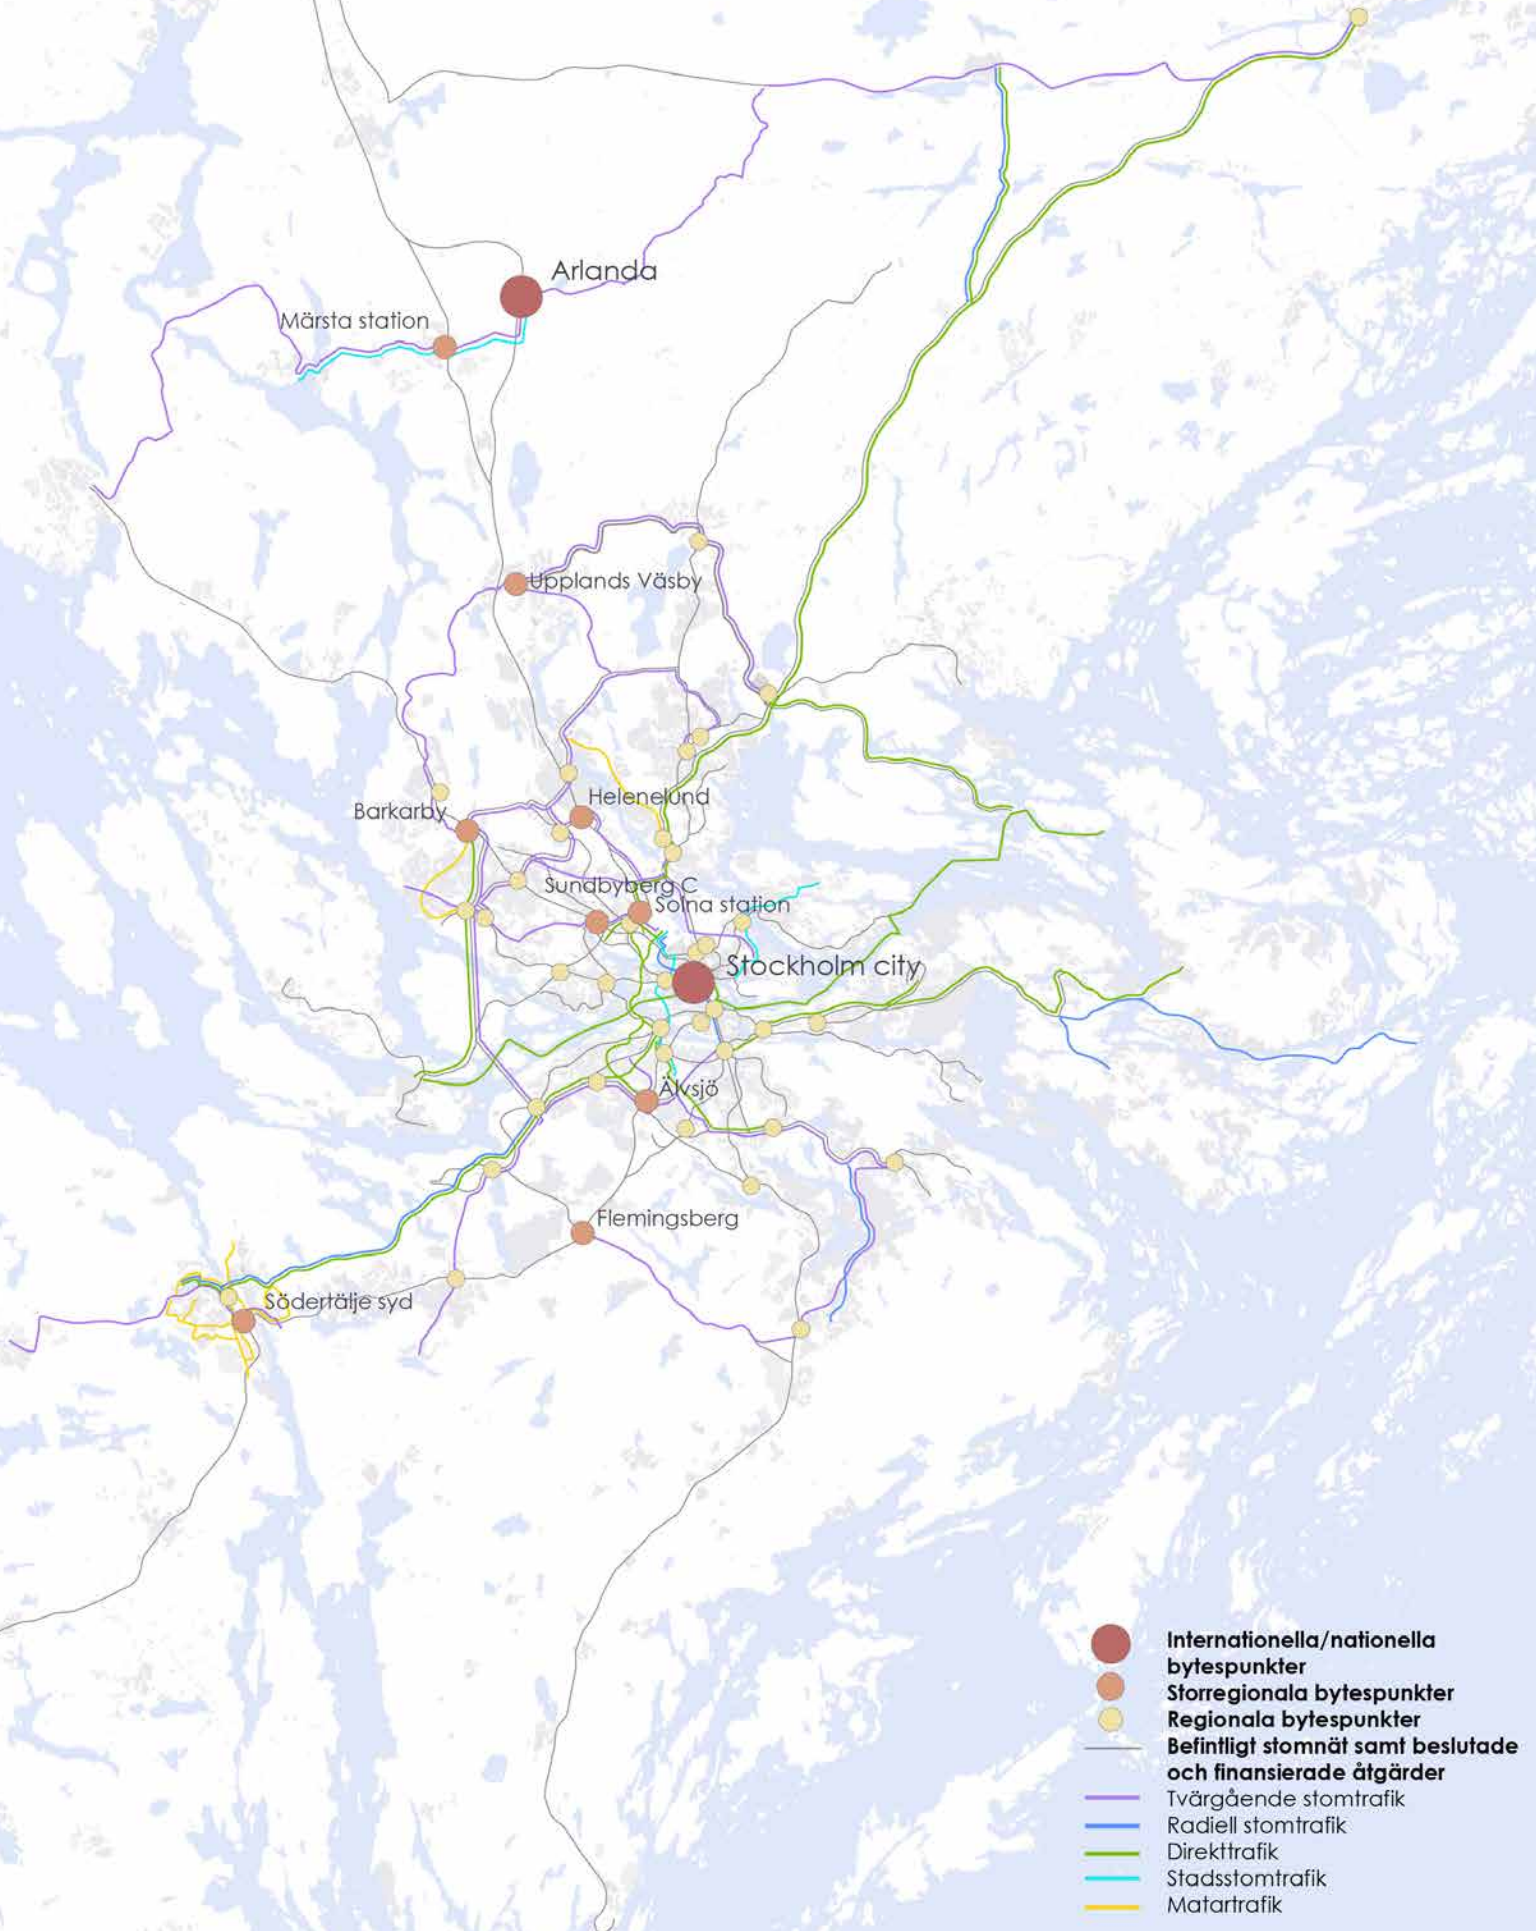 Arlanda
Märsta station
Upplands Väsby
Helenelund
Barkarby
Sundbyberg C
Solna station
Stockholm city
Älvsjö
Flemingsberg
Södertälje syd
Internationella/nationella
bytespunkter
Storregionala bytespunkter
Regionala bytespunkter
Befintligt stomnät samt beslutade
och finansierade åtgärder
Tvärgående stomtrafik
Radiell stomtrafik
Direkttrafik
Stadsstomtrafik
Matartrafik